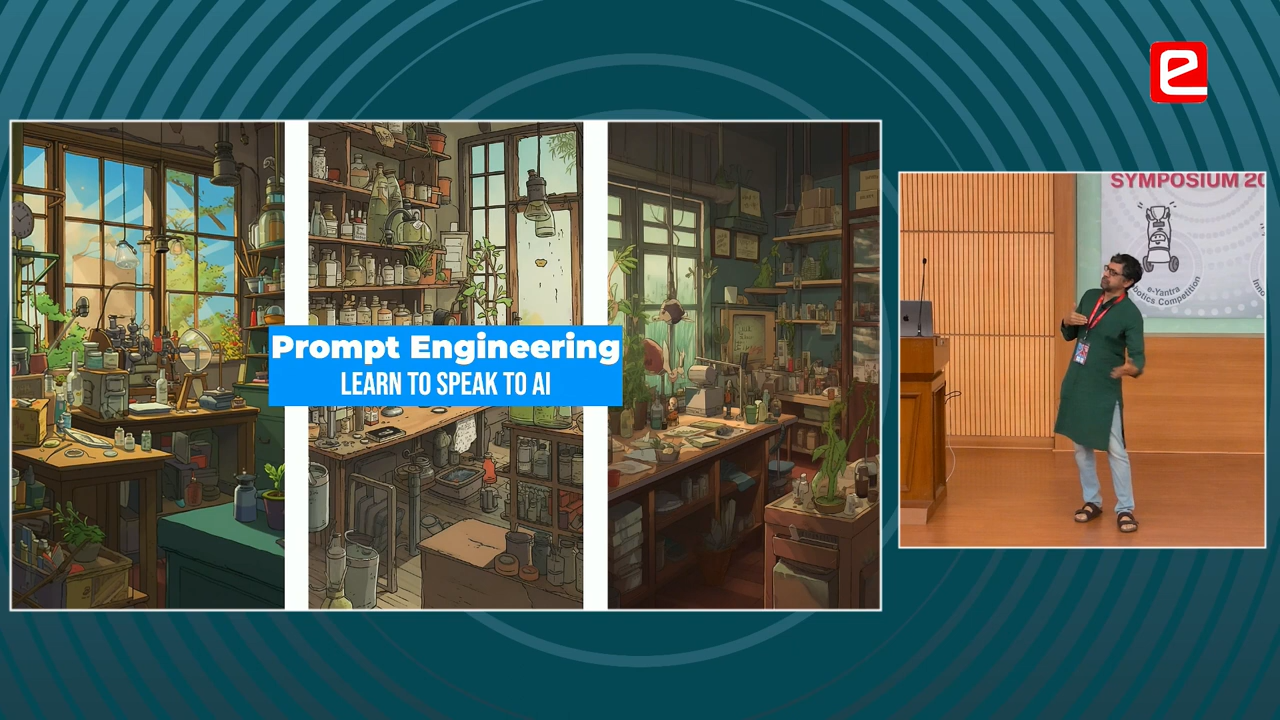 Prompt Engineering
LEARN TO SPEAK TO AI
e
SYMPOSIUM 20
e-Yantra
botics Competition